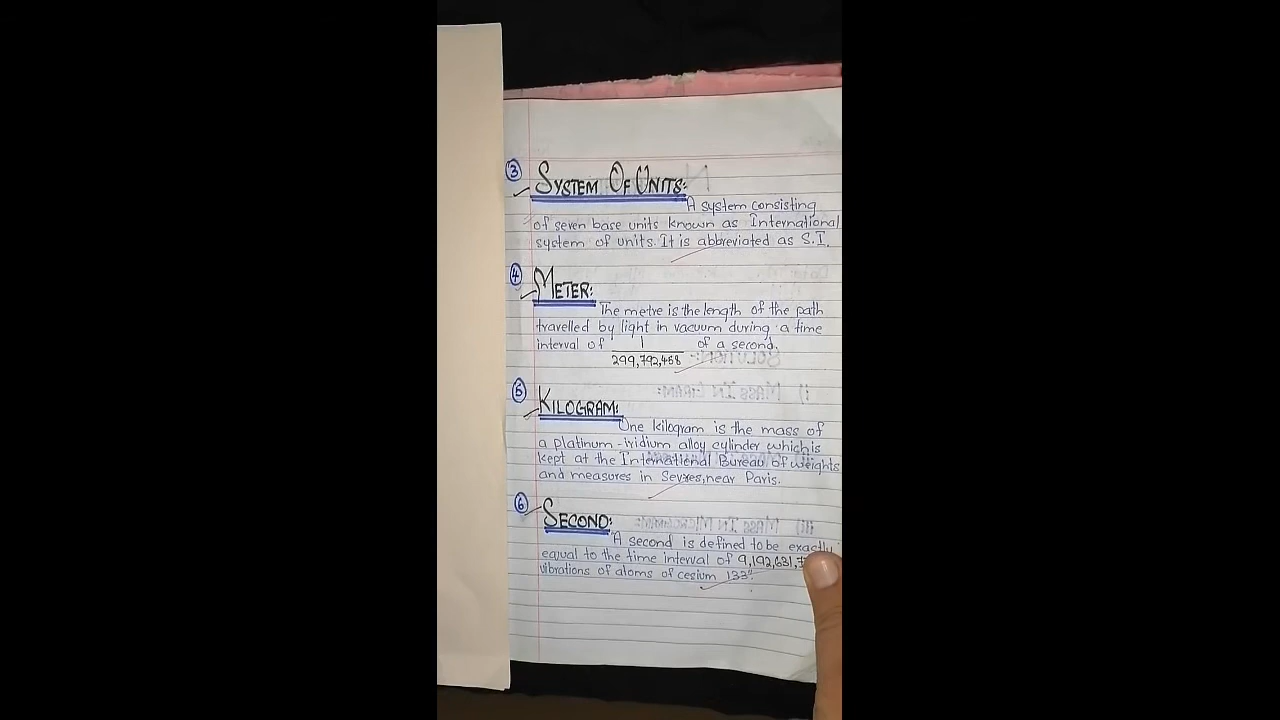 ③ SYSTEM OF UNITS:
A system consisting
of seven base units known as International
system of units. It is abbreviated as S.I.
④ METER:
The metre is the length of the path
travelled by light in vacuum during a time
interval of 1/299,792,458 of a second.
⑤ KILOGRAM:
One kilogram is the mass of
a platinum-iridium alloy cylinder which is
kept at the International Bureau of weights
and measures in Sevres, near Paris.
⑥ SECOND:
"A second is defined to be exactly
equal to the time interval of 9,192,631,7
vibrations of atoms of cesium 133".